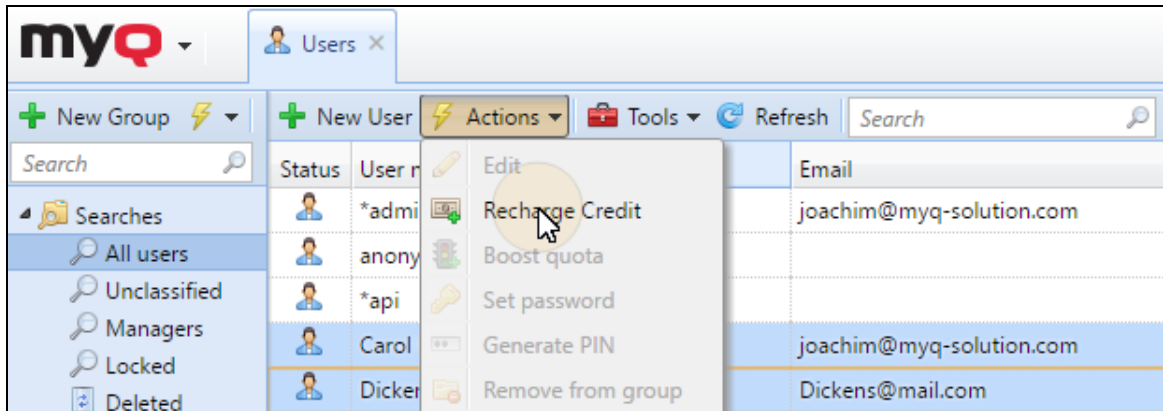 myQ
Users
New Group
New User Actions Tools Refresh Search
Search
Status User n Email
Edit
Searches
*admi joachim@myq-solution.com
Recharge Credit
All users
anony
Boost quota
Unclassified
*api
Set password
Managers
Carol joachim@myq-solution.com
Generate PIN
Locked
Dicken Dickens@mail.com
Remove from group
Deleted